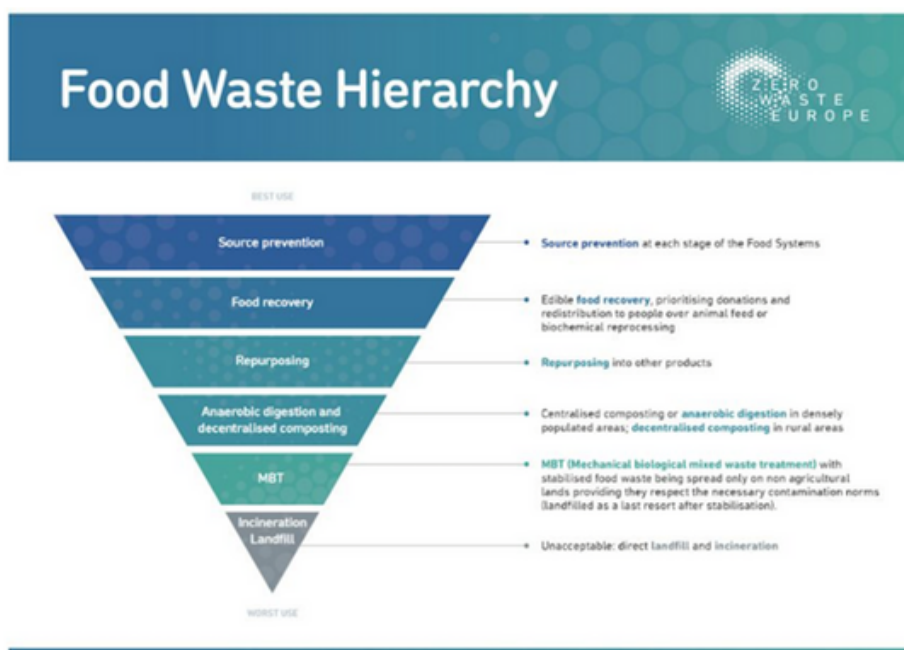 Food Waste Hierarchy
ZERO
WASTE
EUROPE
BEST USE
Source prevention
Source prevention at each stage of the Food Systems
Food recovery
Edible food recovery, prioritising donations and
redistribution to people over animal feed or
biochemical reprocessing
Repurposing
Repurposing into other products
Anaerobic digestion and
decentralised composting
Centralised composting or anaerobic digestion in densely
populated areas; decentralised composting in rural areas
MBT
MBT (Mechanical biological mixed waste treatment) with
stabilised food waste being spread only on non agricultural
lands providing they respect the necessary contamination norms
(landfilled as a last resort after stabilisation).
Incineration
Landfill
Unacceptable: direct landfill and incineration
WORST USE